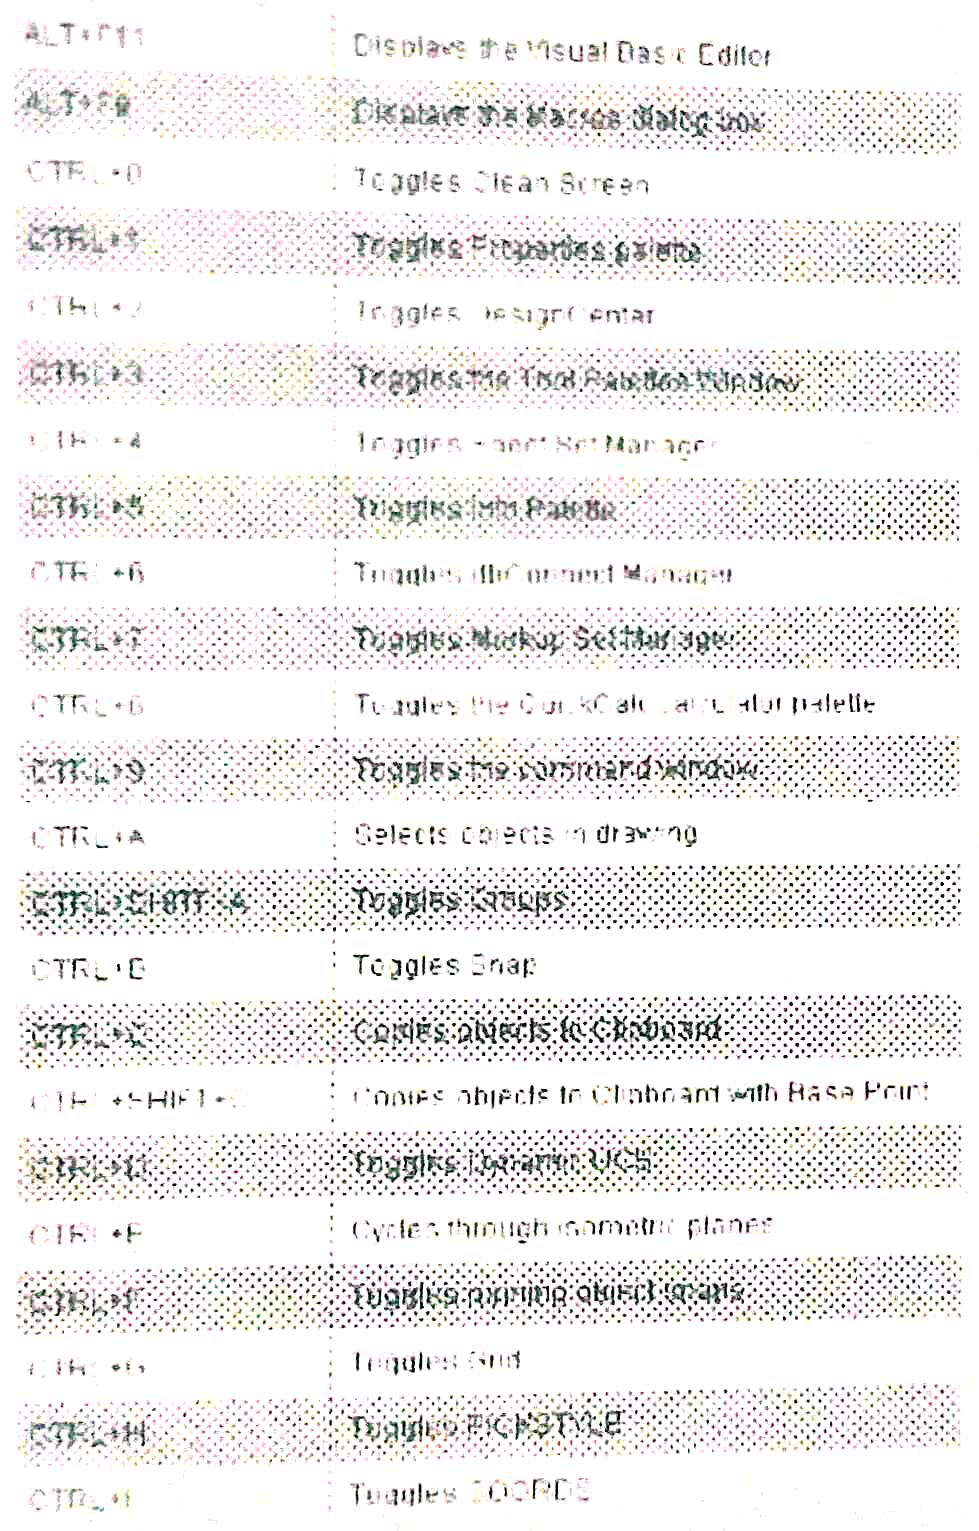 ALT+F11 Displays the Visual Basic Editor
ALT+F8 Displays the Macros dialog box
CTRL+0 Toggles Clean Screen
CTRL+1 Toggles Properties palette
CTRL+2 Toggles DesignCenter
CTRL+3 Toggles the Tool Palettes Window
CTRL+4 Toggles Sheet Set Manager
CTRL+5 Toggles Info Palette
CTRL+6 Toggles dbConnect Manager
CTRL+7 Toggles Markup Set Manager
CTRL+8 Toggles the QuickCalc calculator palette
CTRL+9 Toggles the command window
CTRL+A Selects objects in drawing
CTRL+SHIFT+A Toggles Groups
CTRL+B Toggles Snap
CTRL+C Copies objects to Clipboard
CTRL+SHIFT+C Copies objects to Clipboard with Base Point
CTRL+D Toggles Dynamic UCS
CTRL+E Cycles through isometric planes
CTRL+F Toggles running object snaps
CTRL+G Toggles Grid
CTRL+H Toggles PICKSTYLE
CTRL+I Toggles COORDS